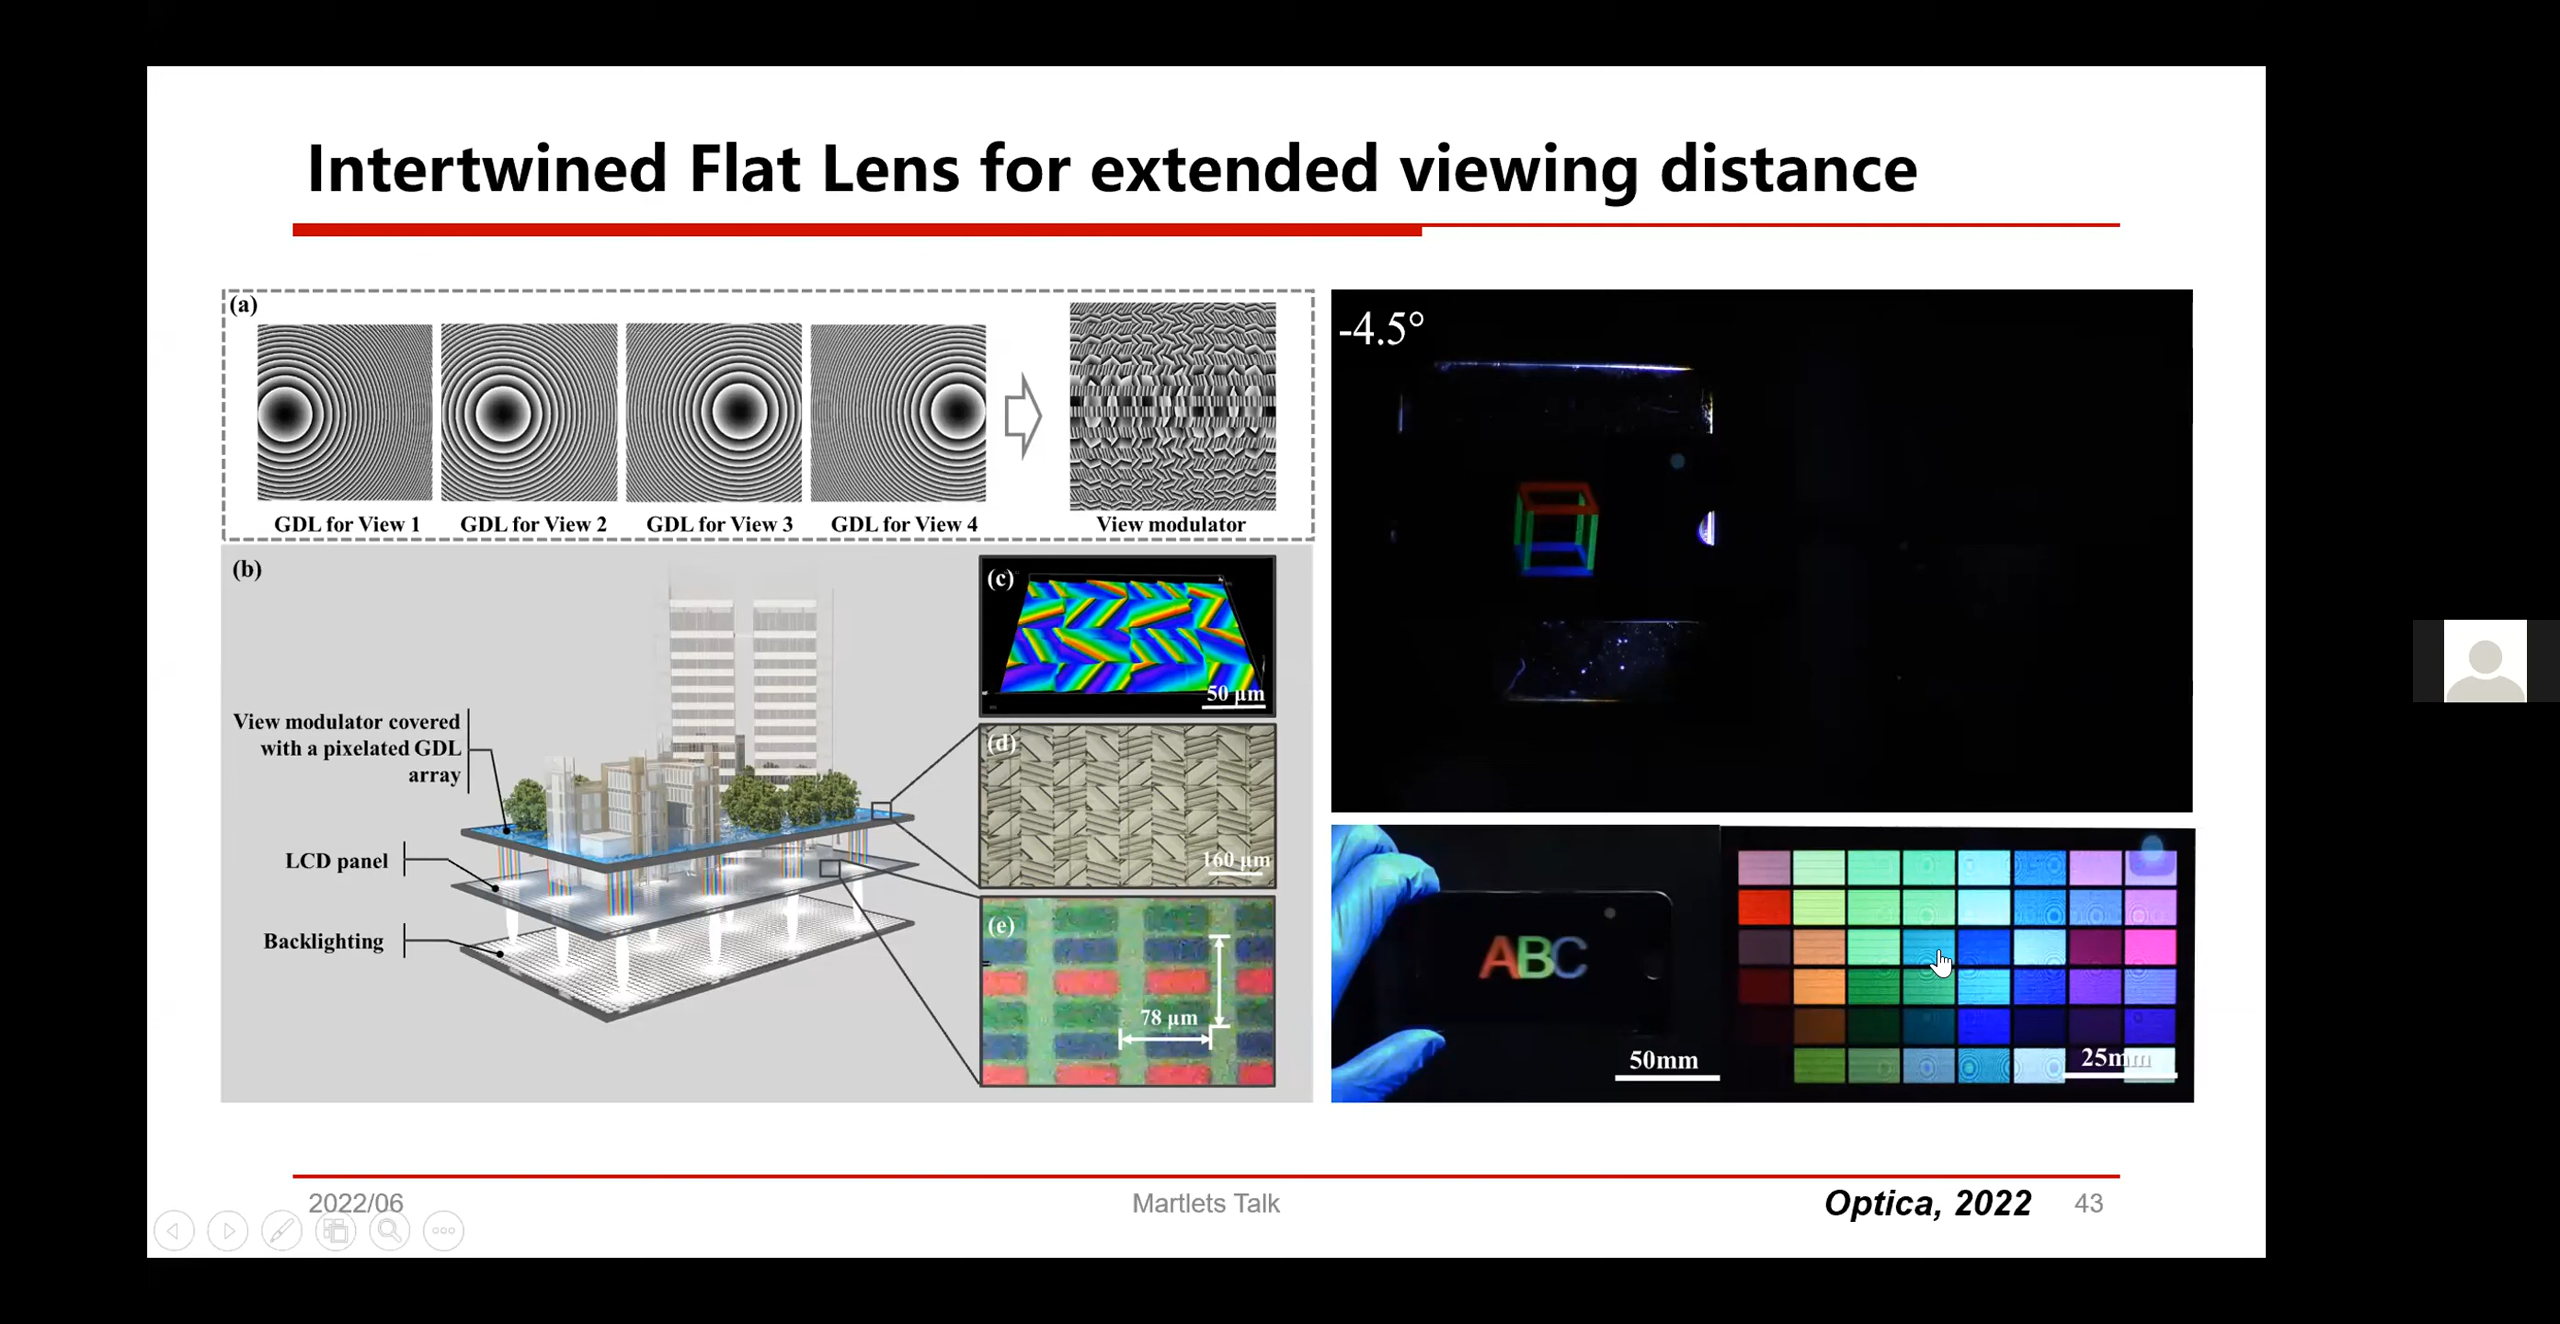 Intertwined Flat Lens for extended viewing distance
(a)
GDL for View 1
GDL for View 2
GDL for View 3
GDL for View 4
View modulator
(b)
View modulator covered
with a pixelated GDL
array
LCD panel
Backlighting
(c)
50 μm
(d)
160 μm
(e)
78 μm
-4.5°
ABC
50mm
25mm
2022/06
Martlets Talk
Optica, 2022
43